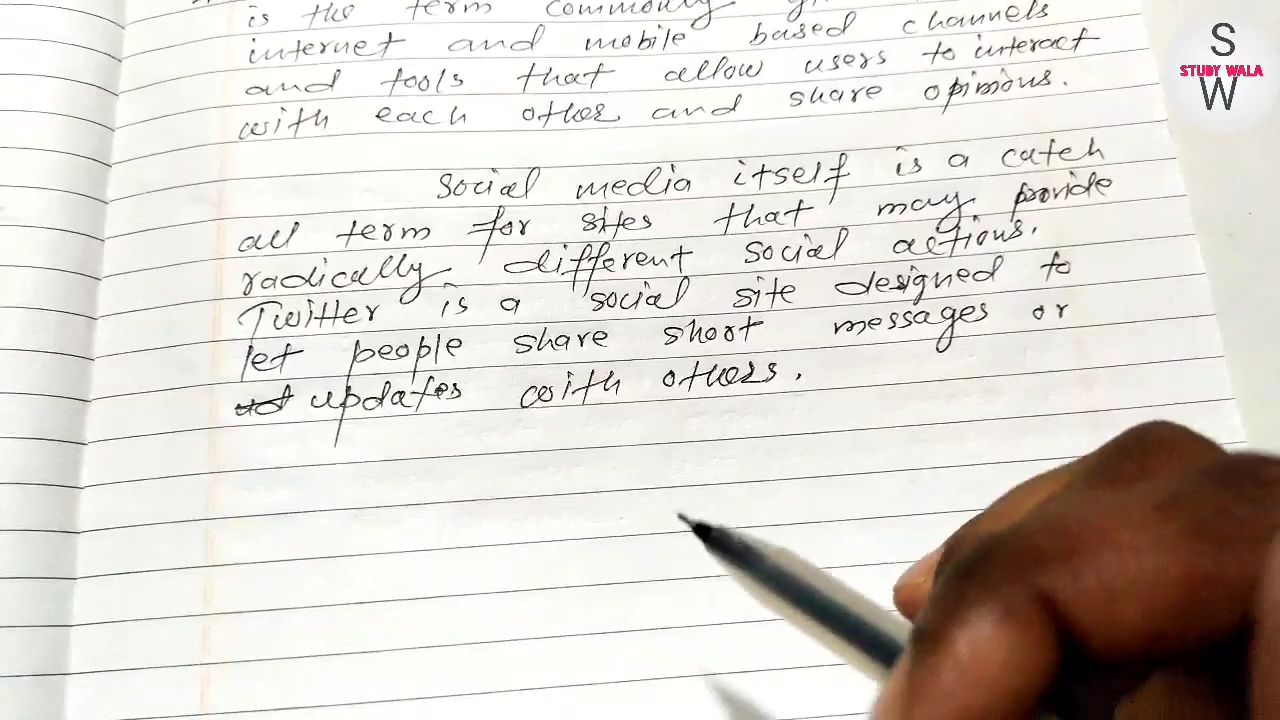 is the term commonly
internet and mobile based channels
and tools that allow users to interact
with each other and share opinions.
Social media itself is a catch
all term for sites that may provide
radically different social actions.
Twitter is a social site designed to
let people share short messages or
updates with others.
S
STUDY WALA
W